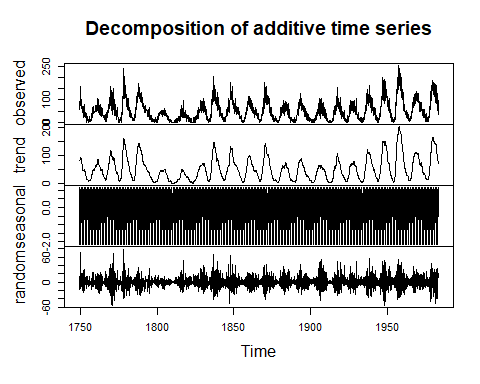 Decomposition of additive time series
observed
0 0 100 250
trend
0 100 200
seasonal
-2.0 0.0
random
-60 0 60
1750 1800 1850 1900 1950
Time